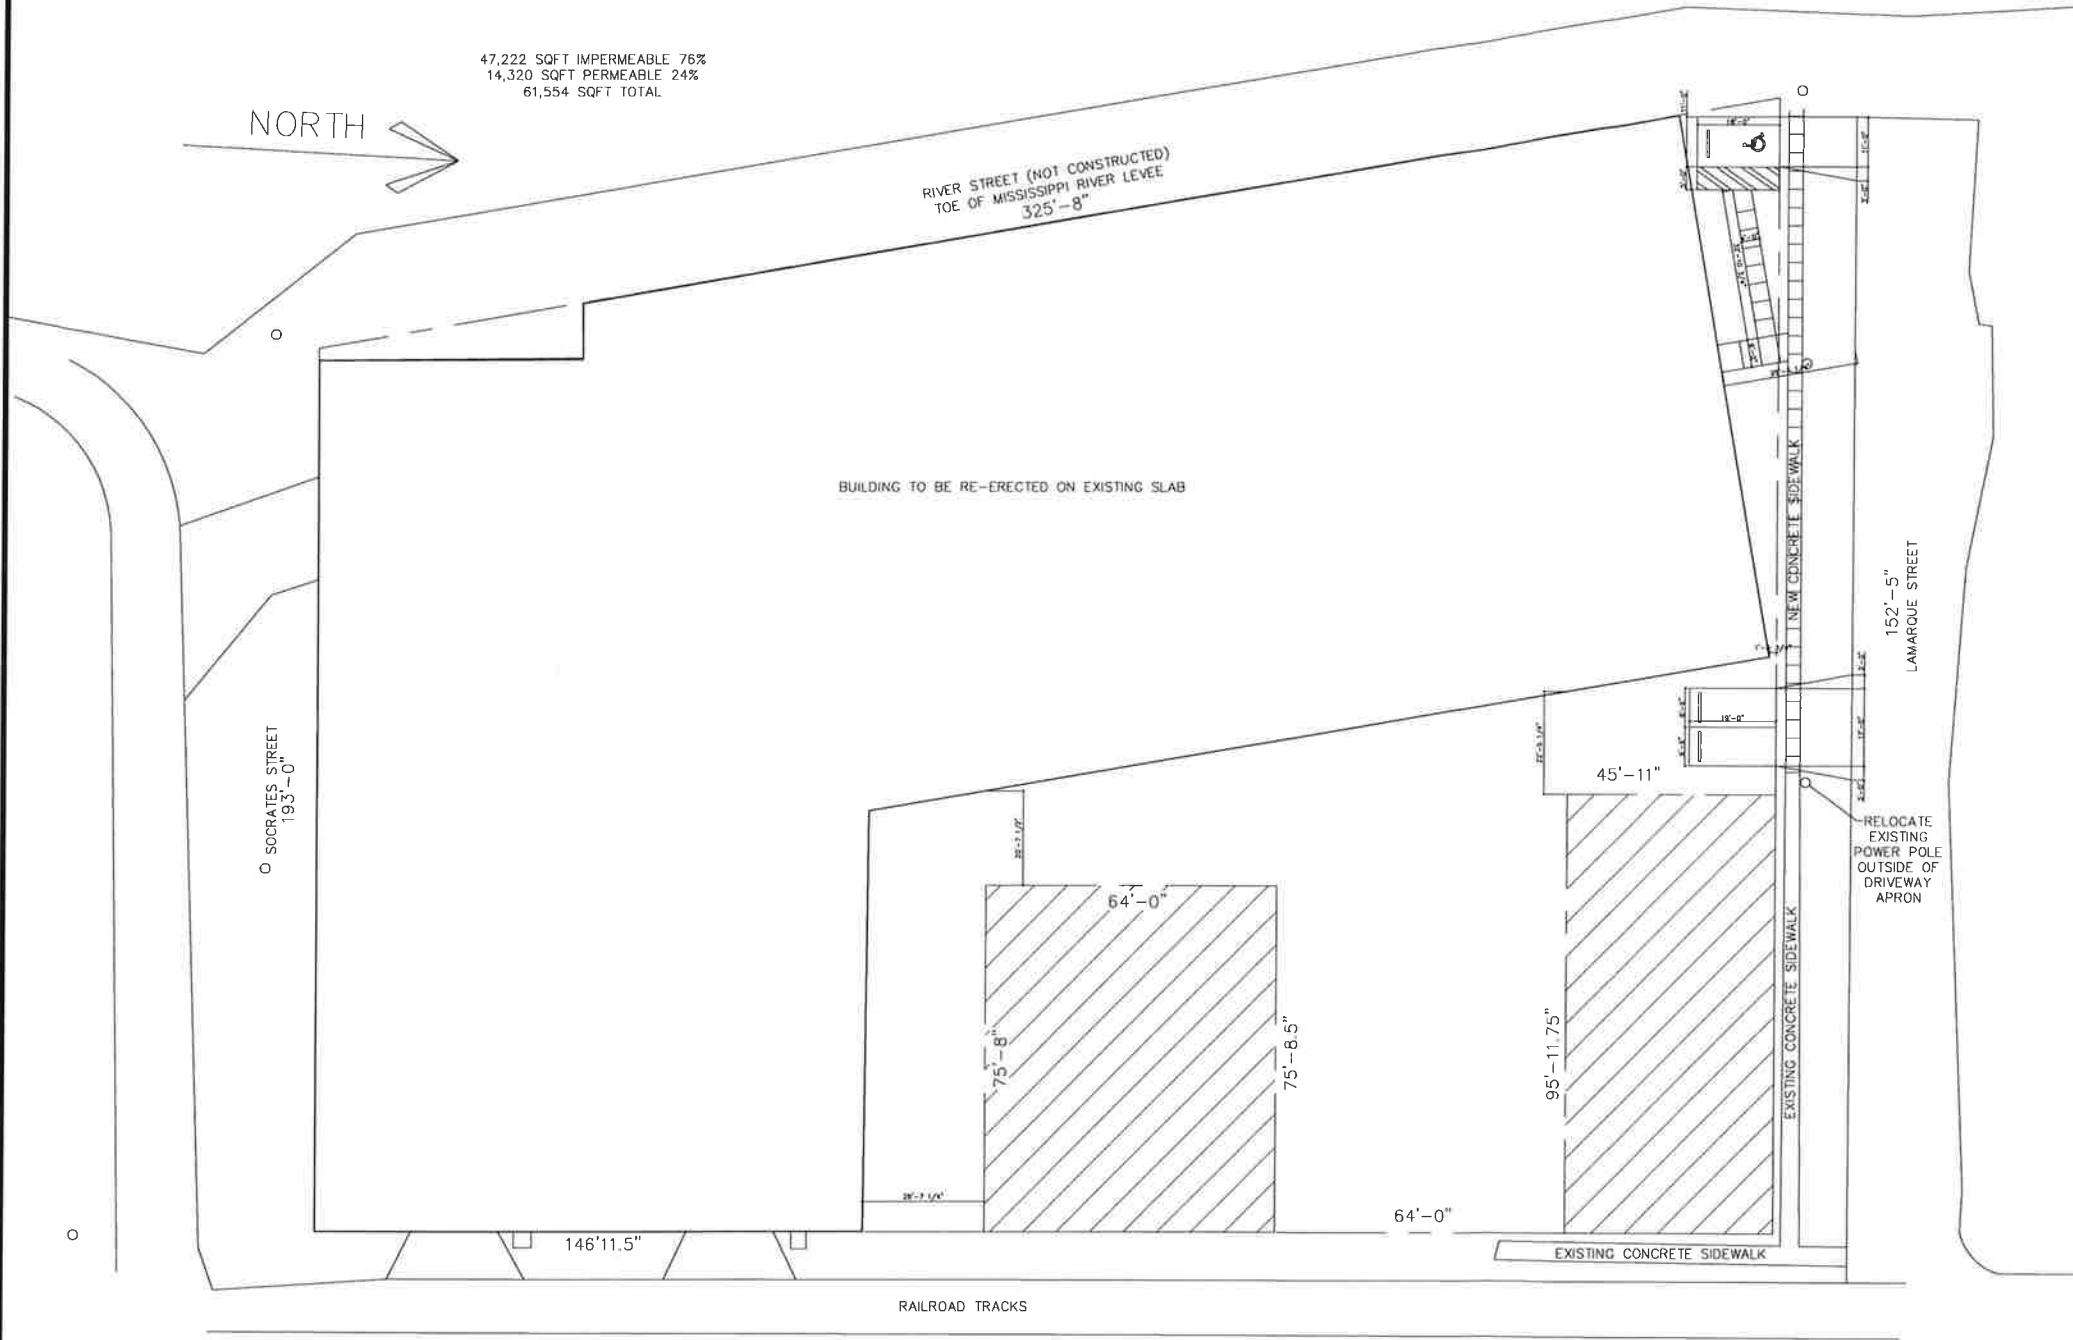 47,222 SQFT IMPERMEABLE 76%
14,320 SQFT PERMEABLE 24%
61,554 SQFT TOTAL
NORTH
RIVER STREET (NOT CONSTRUCTED)
TOE OF MISSISSIPPI RIVER LEVEE
325'-8"
18'-0"
BUILDING TO BE RE-ERECTED ON EXISTING SLAB
NEW CONCRETE SIDEWALK
152'-5"
LAMARQUE STREET
SOCRATES STREET
193'-0"
19'-0"
45'-11"
RELOCATE
EXISTING
POWER POLE
OUTSIDE OF
DRIVEWAY
APRON
64'-0"
75'-8"
75'-8.5"
95'-11.75"
EXISTING CONCRETE SIDEWALK
64'-0"
146'11.5"
EXISTING CONCRETE SIDEWALK
RAILROAD TRACKS